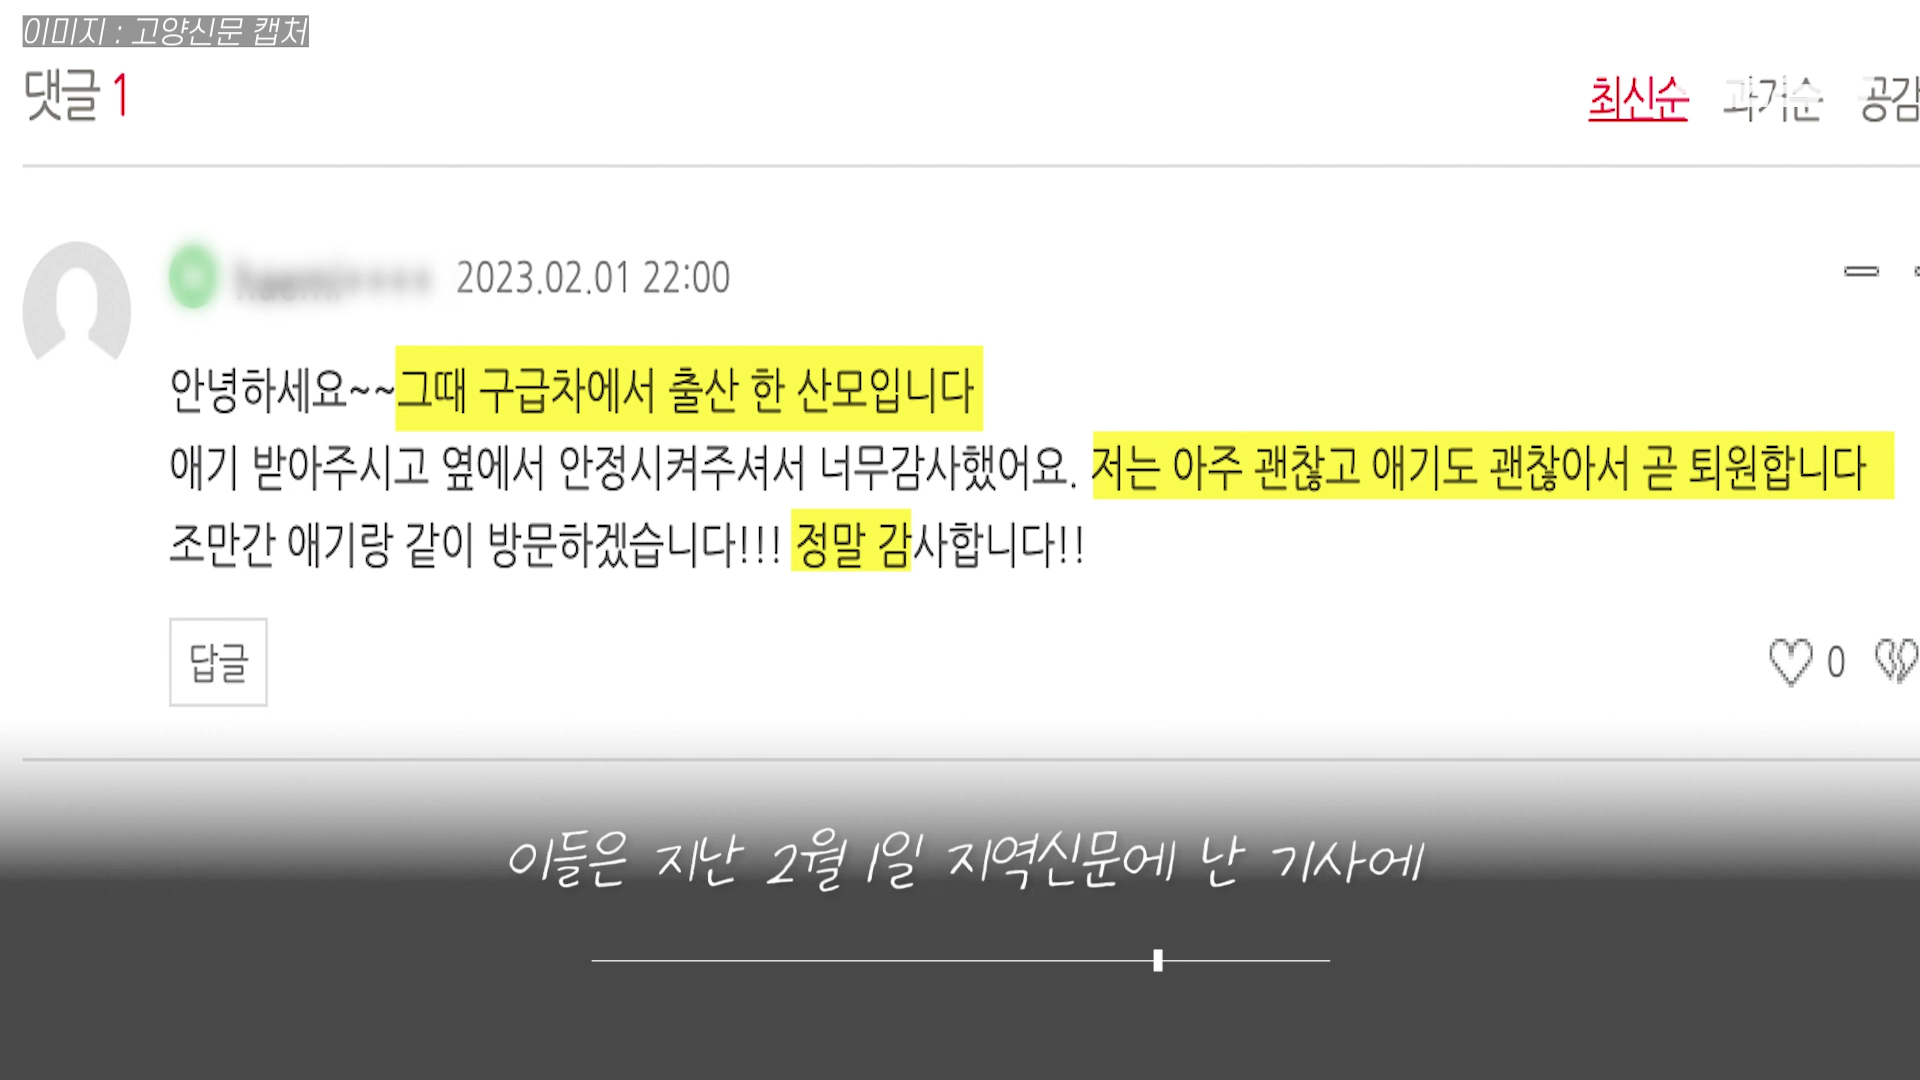 이미지 : 고양신문 캡처
댓글 1
최신순 과거순 공감
2023.02.01 22:00
안녕하세요~~그때 구급차에서 출산 한 산모입니다
애기 받아주시고 옆에서 안정시켜주셔서 너무감사했어요. 저는 아주 괜찮고 애기도 괜찮아서 곧 퇴원합니다
조만간 애기랑 같이 방문하겠습니다!!! 정말 감사합니다!!
답글
0
이들은 지난 2월 1일 지역신문에 난 기사에